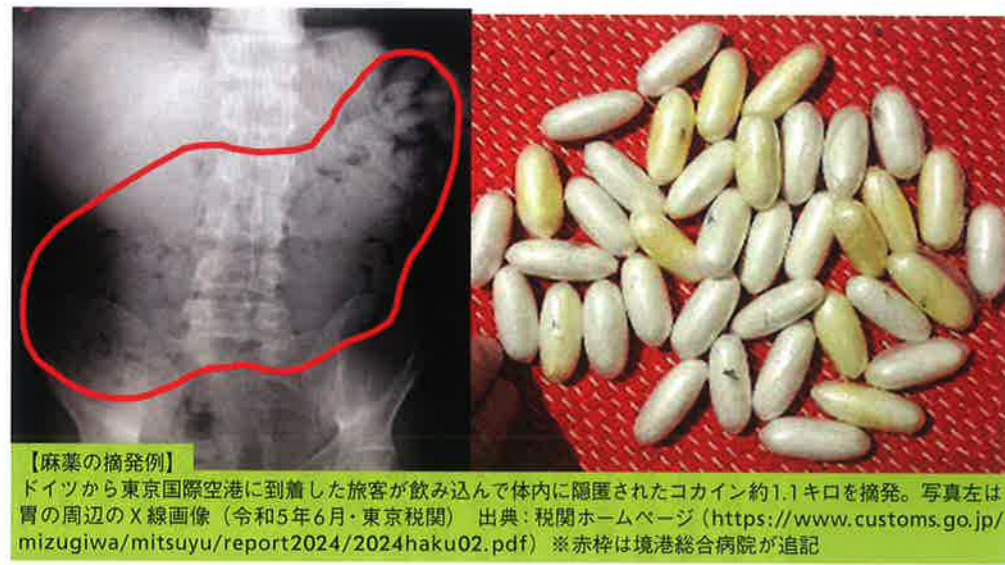 【麻薬の摘発例】
ドイツから東京国際空港に到着した旅客が飲み込んで体内に隠匿されたコカイン約1.1キロを摘発。写真左は
胃の周辺のX線画像（令和5年6月・東京税関）　出典：税関ホームページ（https://www.customs.go.jp/
mizugiwa/mitsuyu/report2024/2024haku02.pdf）※赤枠は境港総合病院が追記